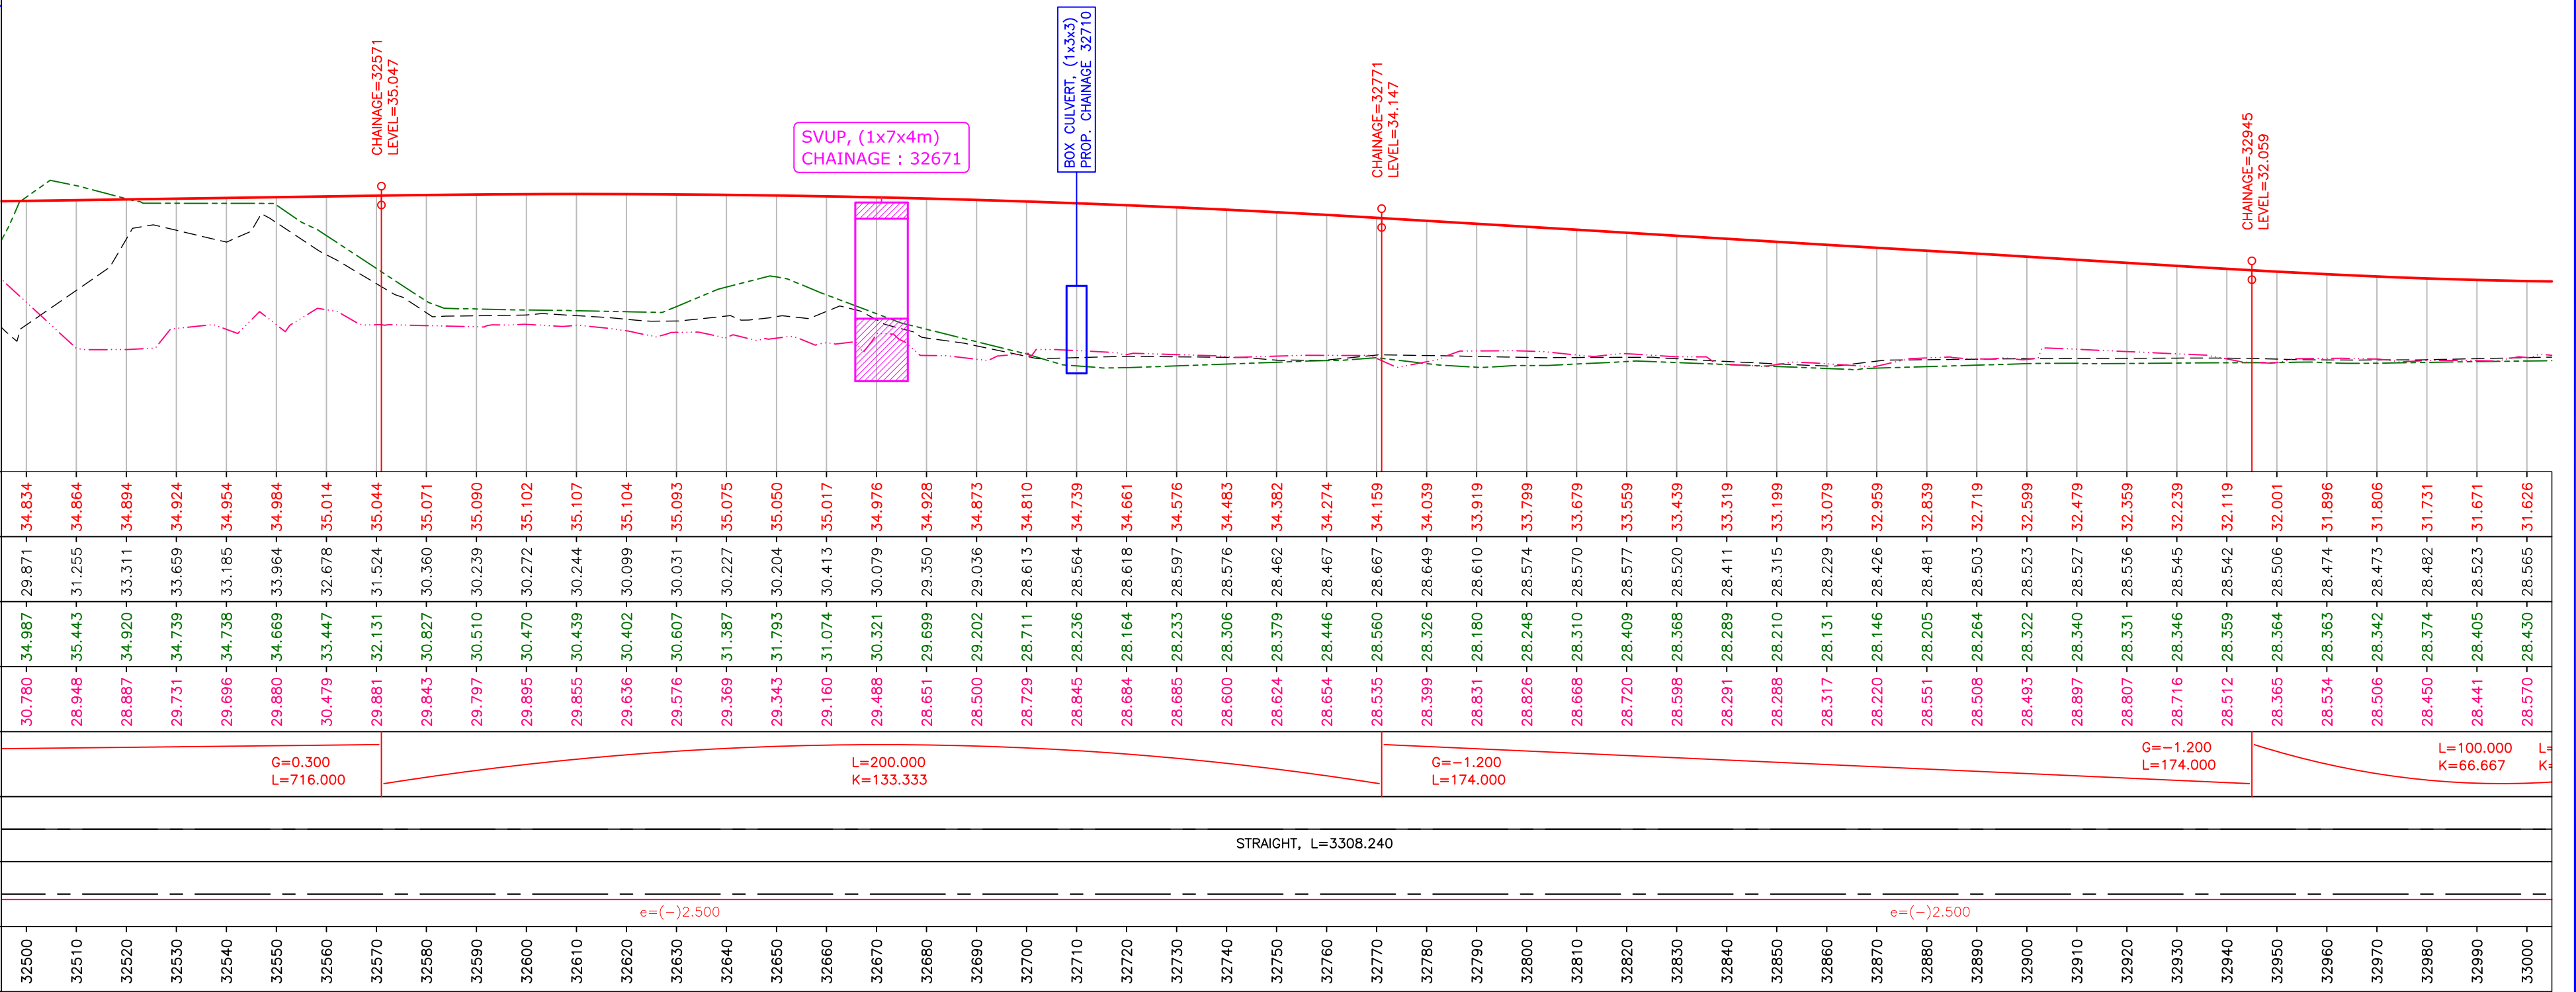 CHAINAGE=32571
LEVEL=35.047
SVUP, (1x7x4m)
CHAINAGE : 32671
BOX CULVERT, (1x3x3)
PROP. CHAINAGE 32710
CHAINAGE=32771
LEVEL=34.147
CHAINAGE=32945
LEVEL=32.059
34.834 34.864 34.894 34.924 34.954 34.984 35.014 35.044 35.071 35.090 35.102 35.107 35.104 35.093 35.075 35.050 35.017 34.976 34.928 34.873 34.810 34.739 34.661 34.576 34.483 34.382 34.274 34.159 34.039 33.919 33.799 33.679 33.559 33.439 33.319 33.199 33.079 32.959 32.839 32.719 32.599 32.479 32.359 32.239 32.119 32.001 31.896 31.806 31.731 31.671 31.626
29.871 31.255 33.311 33.659 33.185 33.964 32.678 31.524 30.360 30.239 30.272 30.244 30.099 30.031 30.227 30.204 30.413 30.079 29.350 29.036 28.613 28.564 28.618 28.597 28.576 28.462 28.467 28.667 28.649 28.610 28.574 28.570 28.577 28.520 28.411 28.315 28.229 28.426 28.481 28.503 28.523 28.527 28.536 28.545 28.542 28.506 28.474 28.473 28.482 28.523 28.565
34.987 35.443 34.920 34.739 34.738 34.669 33.447 32.131 30.827 30.510 30.470 30.439 30.402 30.607 31.387 31.793 31.074 30.321 29.699 29.202 28.711 28.236 28.164 28.233 28.306 28.379 28.446 28.560 28.326 28.180 28.248 28.310 28.409 28.368 28.289 28.210 28.131 28.146 28.205 28.264 28.322 28.340 28.331 28.346 28.359 28.364 28.363 28.342 28.374 28.405 28.430
30.780 28.948 28.887 29.731 29.696 29.880 30.479 29.881 29.843 29.797 29.895 29.855 29.636 29.576 29.369 29.343 29.160 29.488 28.651 28.500 28.729 28.845 28.684 28.685 28.600 28.624 28.654 28.535 28.399 28.831 28.826 28.668 28.720 28.598 28.291 28.288 28.317 28.220 28.551 28.508 28.493 28.897 28.807 28.716 28.512 28.365 28.534 28.506 28.450 28.441 28.570
G=0.300
L=716.000
L=200.000
K=133.333
G=-1.200
L=174.000
G=-1.200
L=174.000
L=100.000
K=66.667
L=
K=
STRAIGHT, L=3308.240
e=(-)2.500 e=(-)2.500
32500 32510 32520 32530 32540 32550 32560 32570 32580 32590 32600 32610 32620 32630 32640 32650 32660 32670 32680 32690 32700 32710 32720 32730 32740 32750 32760 32770 32780 32790 32800 32810 32820 32830 32840 32850 32860 32870 32880 32890 32900 32910 32920 32930 32940 32950 32960 32970 32980 32990 33000